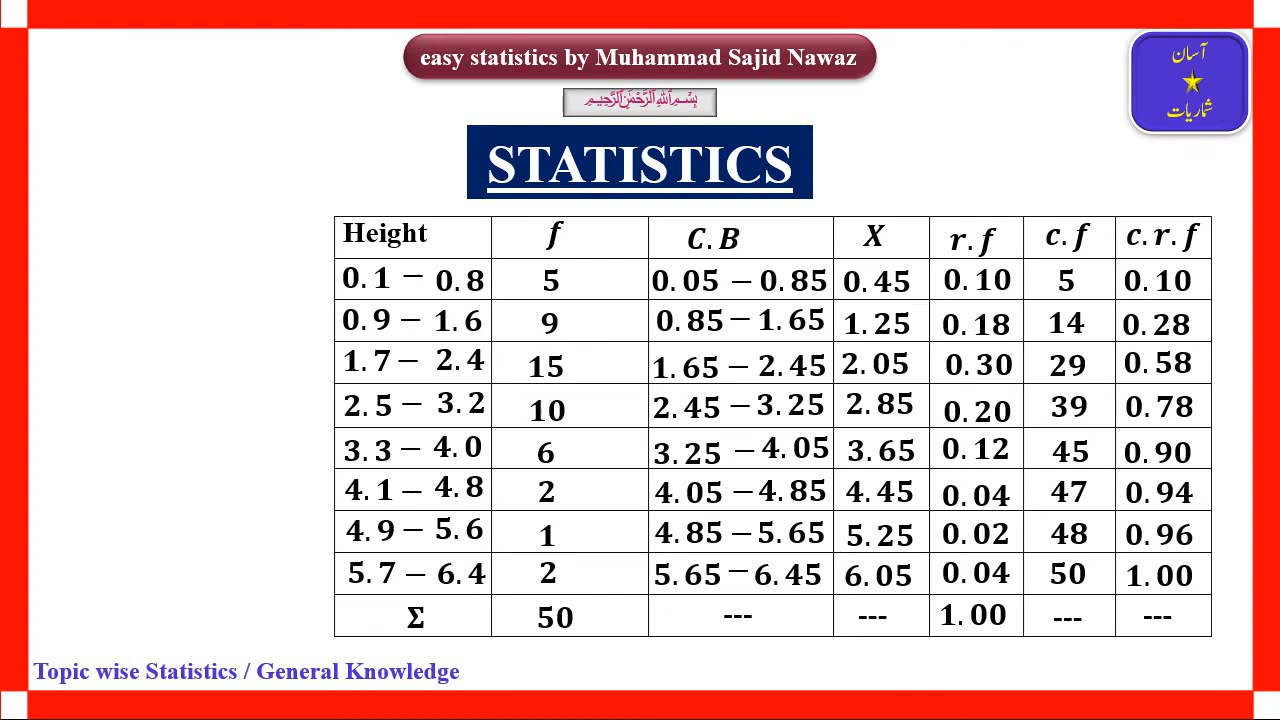 easy statistics by Muhammad Sajid Nawaz
آسان
شماریات
بِسْمِ اللهِ الرَّحْمٰنِ الرَّحِيْمِ
STATISTICS
Height f C.B X r.f c.f c.r.f
0.1 – 0.8 5 0.05 – 0.85 0.45 0.10 5 0.10
0.9 – 1.6 9 0.85 – 1.65 1.25 0.18 14 0.28
1.7 – 2.4 15 1.65 – 2.45 2.05 0.30 29 0.58
2.5 – 3.2 10 2.45 – 3.25 2.85 0.20 39 0.78
3.3 – 4.0 6 3.25 – 4.05 3.65 0.12 45 0.90
4.1 – 4.8 2 4.05 – 4.85 4.45 0.04 47 0.94
4.9 – 5.6 1 4.85 – 5.65 5.25 0.02 48 0.96
5.7 – 6.4 2 5.65 – 6.45 6.05 0.04 50 1.00
Σ 50 --- --- 1.00 --- ---
Topic wise Statistics / General Knowledge